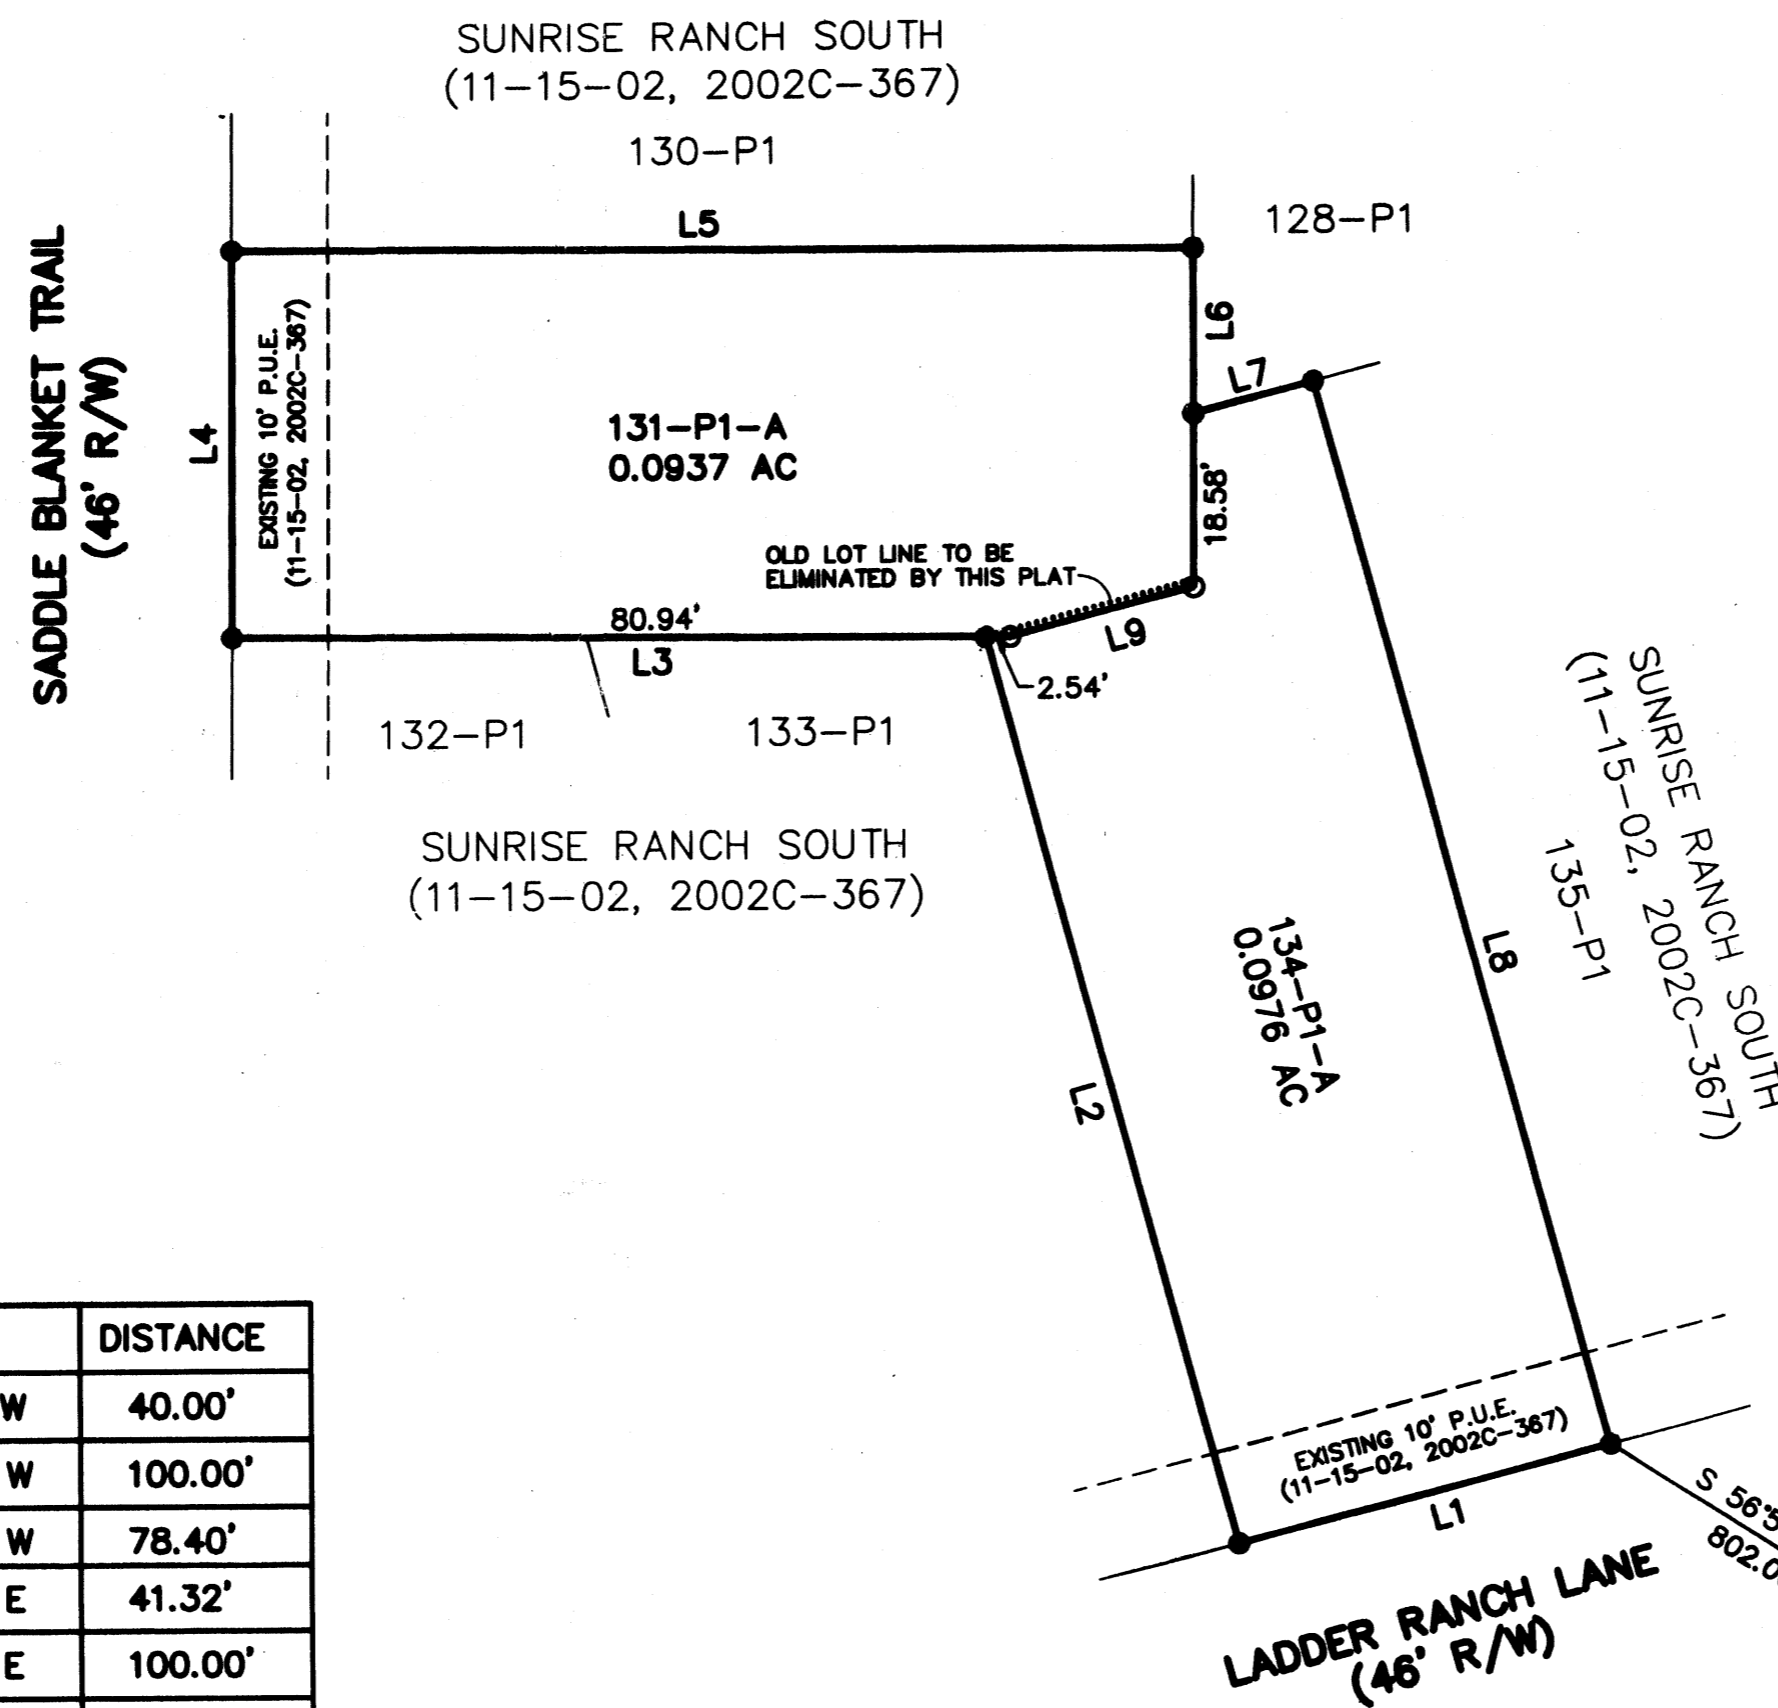 SUNRISE RANCH SOUTH
(11-15-02, 2002C-367)
130-P1
128-P1
L5
L6
L7
SADDLE BLANKET TRAIL
(46' R/W)
L4
EXISTING 10' P.U.E.
(11-15-02, 2002C-367)
131-P1-A
0.0937 AC
18.58'
OLD LOT LINE TO BE
ELIMINATED BY THIS PLAT
80.94'
L3
L9
2.54'
132-P1
133-P1
SUNRISE RANCH SOUTH
(11-15-02, 2002C-367)
SUNRISE RANCH SOUTH
(11-15-02, 2002C-367)
135-P1
L8
134-P1-A
0.0976 AC
L2
EXISTING 10' P.U.E.
(11-15-02, 2002C-367)
L1
S 56°5
802.0
LADDER RANCH LANE
(46' R/W)
DISTANCE
W 40.00'
W 100.00'
W 78.40'
E 41.32'
E 100.00'